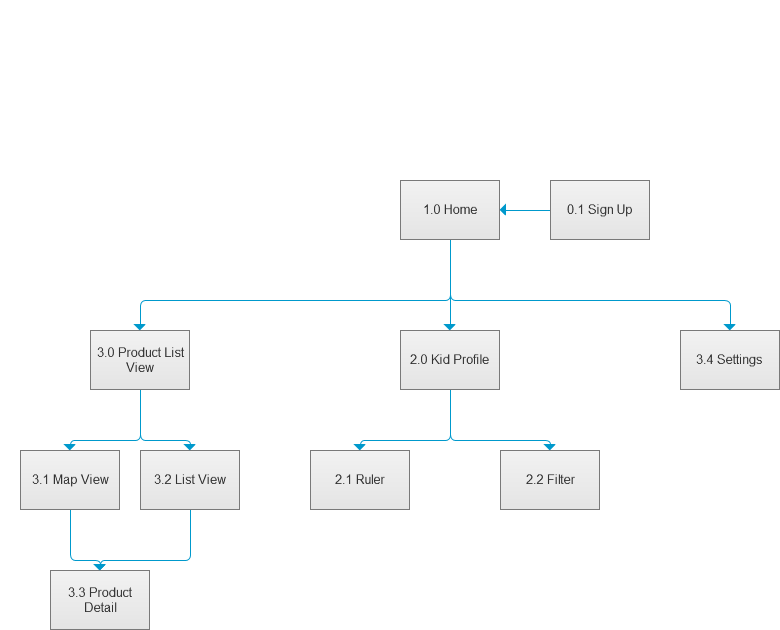 1.0 Home
0.1 Sign Up
3.0 Product List
View
2.0 Kid Profile
3.4 Settings
3.1 Map View
3.2 List View
2.1 Ruler
2.2 Filter
3.3 Product
Detail